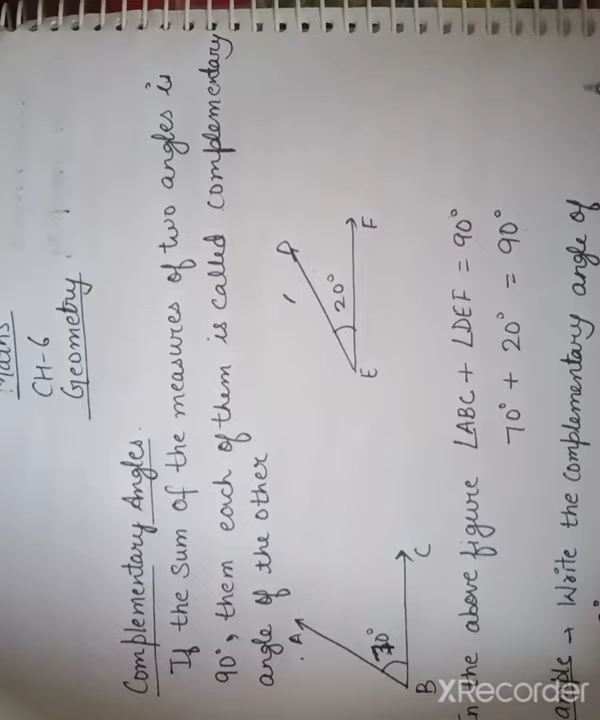 Maths
CH-6
Geometry
Complementary Angles.
If the sum of the measures of two angles is
90°, them each of them is called complementary
angle of the other
A
70°
B
C
D
20°
E
F
n the above figure ∠ABC + ∠DEF = 90°
70° + 20° = 90°
ample → Write the complementary angle of
XRecorder